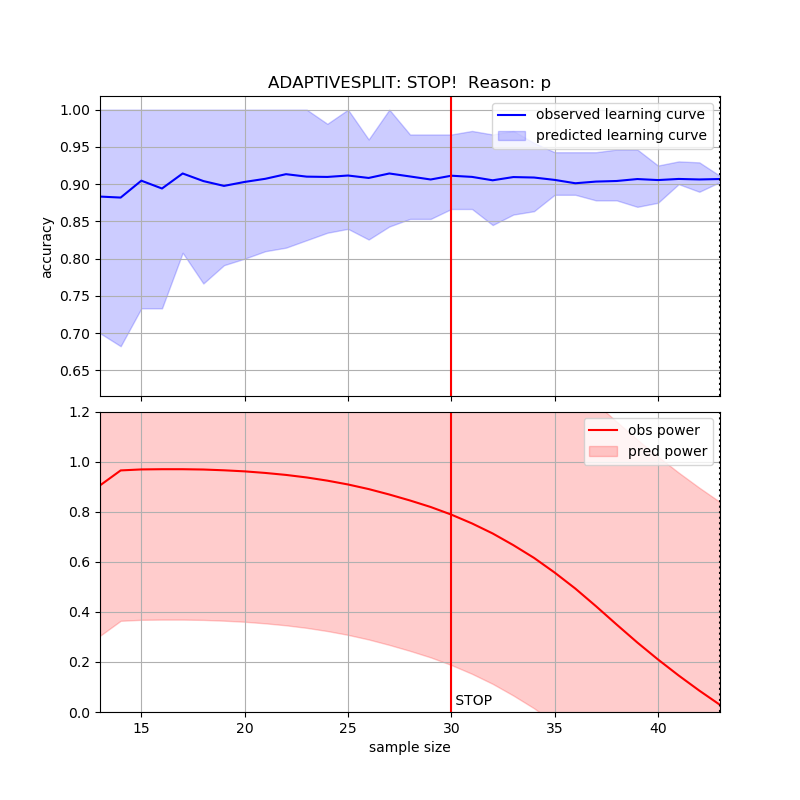 ADAPTIVESPLIT: STOP!  Reason: p
observed learning curve
predicted learning curve
1.00
0.95
0.90
0.85
0.80
0.75
0.70
0.65
accuracy
obs power
pred power
1.2
1.0
0.8
0.6
0.4
0.2
0.0
STOP
15 20 25 30 35 40
sample size